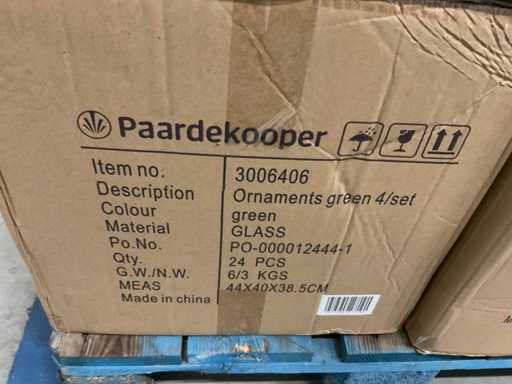 Paardekooper
Item no. 3006406
Description Ornaments green 4/set
Colour green
Material GLASS
Po.No. PO-000012444-1
Qty. 24 PCS
G.W./N.W. 6/3 KGS
MEAS 44X40X38.5CM
Made in china